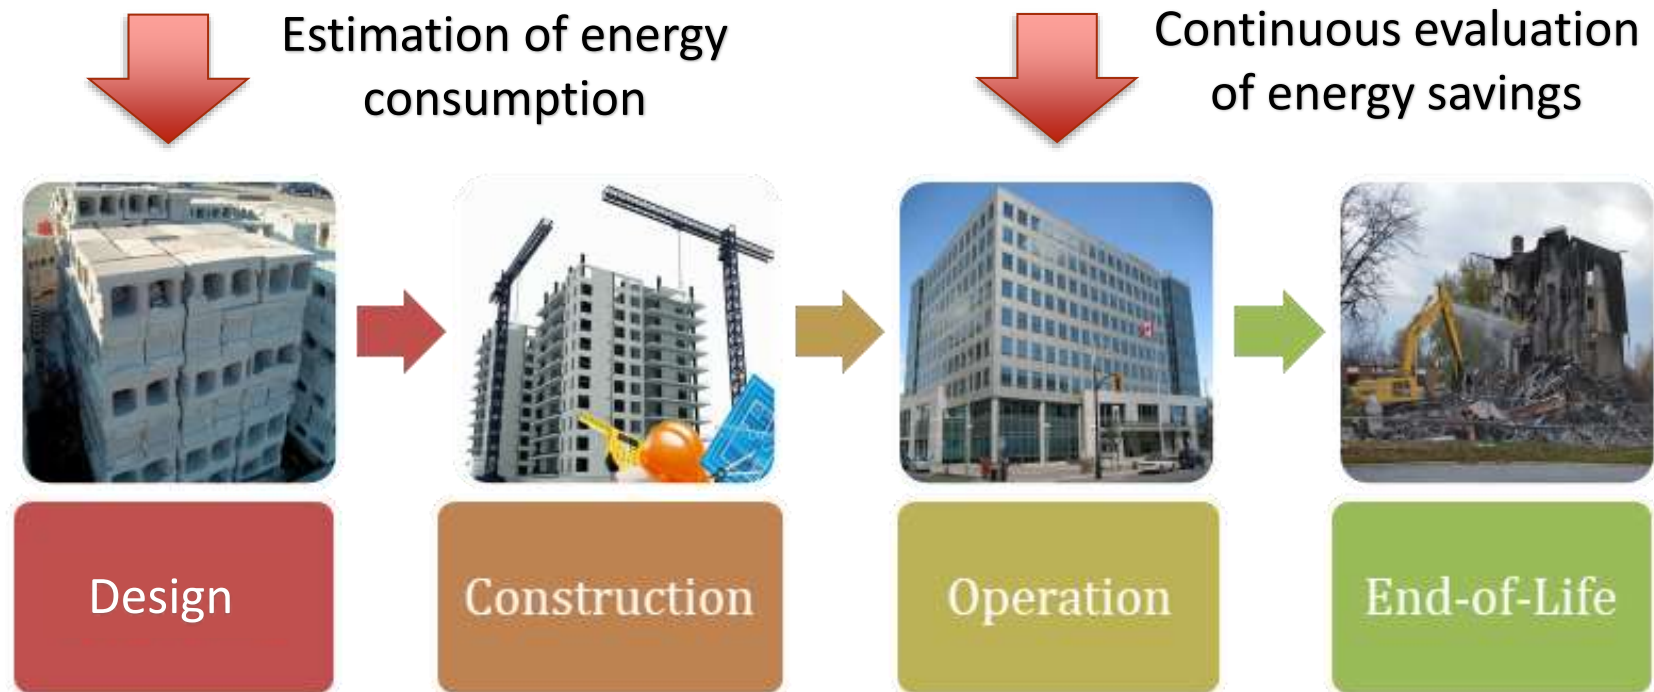 Estimation of energy
consumption
Continuous evaluation
of energy savings
Design
Construction
Operation
End-of-Life